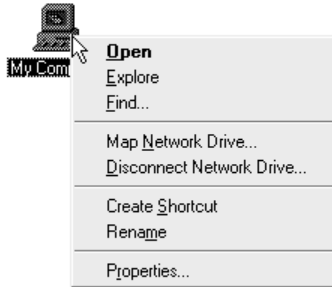 My Com
Open
Explore
Find...
Map Network Drive...
Disconnect Network Drive...
Create Shortcut
Rename
Properties...